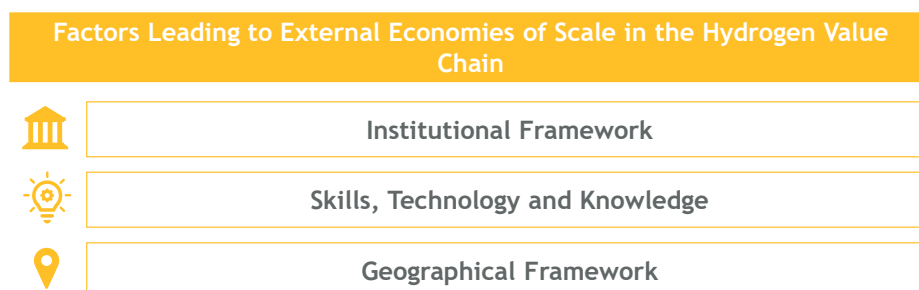 Factors Leading to External Economies of Scale in the Hydrogen Value
Chain
Institutional Framework
Skills, Technology and Knowledge
Geographical Framework